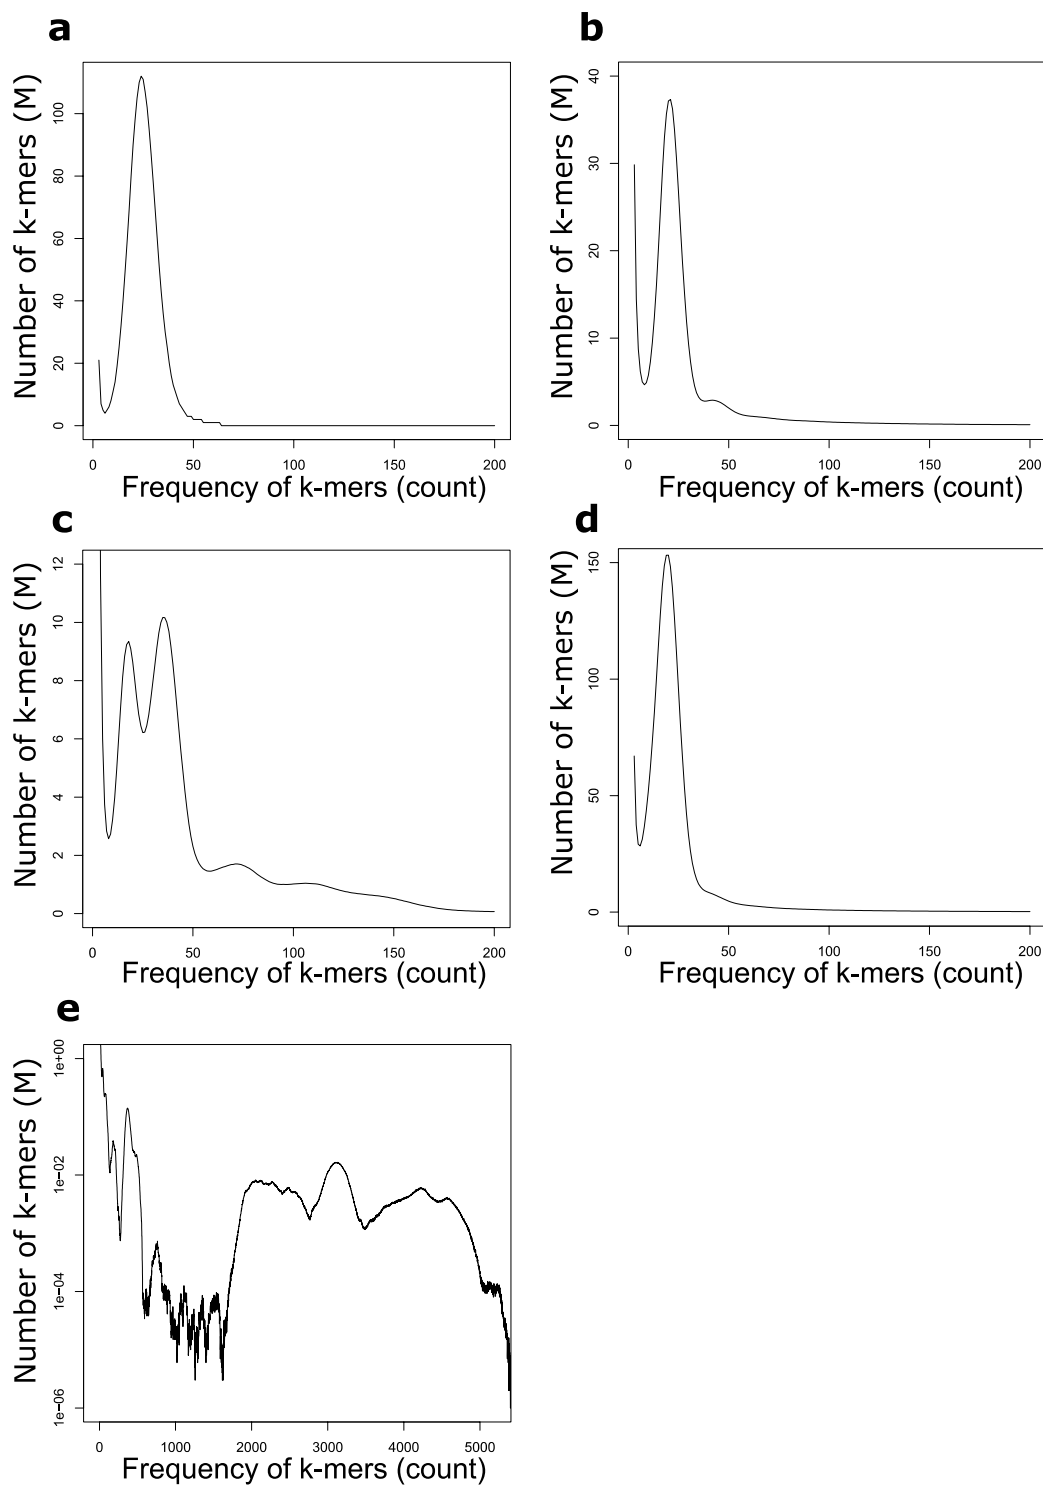 a
Number of k-mers (M)
0 20 40 60 80 100
0 50 100 150 200
Frequency of k-mers (count)
b
Number of k-mers (M)
0 10 20 30 40
0 50 100 150 200
Frequency of k-mers (count)
c
Number of k-mers (M)
0 2 4 6 8 10 12
0 50 100 150 200
Frequency of k-mers (count)
d
Number of k-mers (M)
0 50 100 150
0 50 100 150 200
Frequency of k-mers (count)
e
Number of k-mers (M)
1e-06 1e-04 1e-02 1e+00
0 1000 2000 3000 4000 5000
Frequency of k-mers (count)